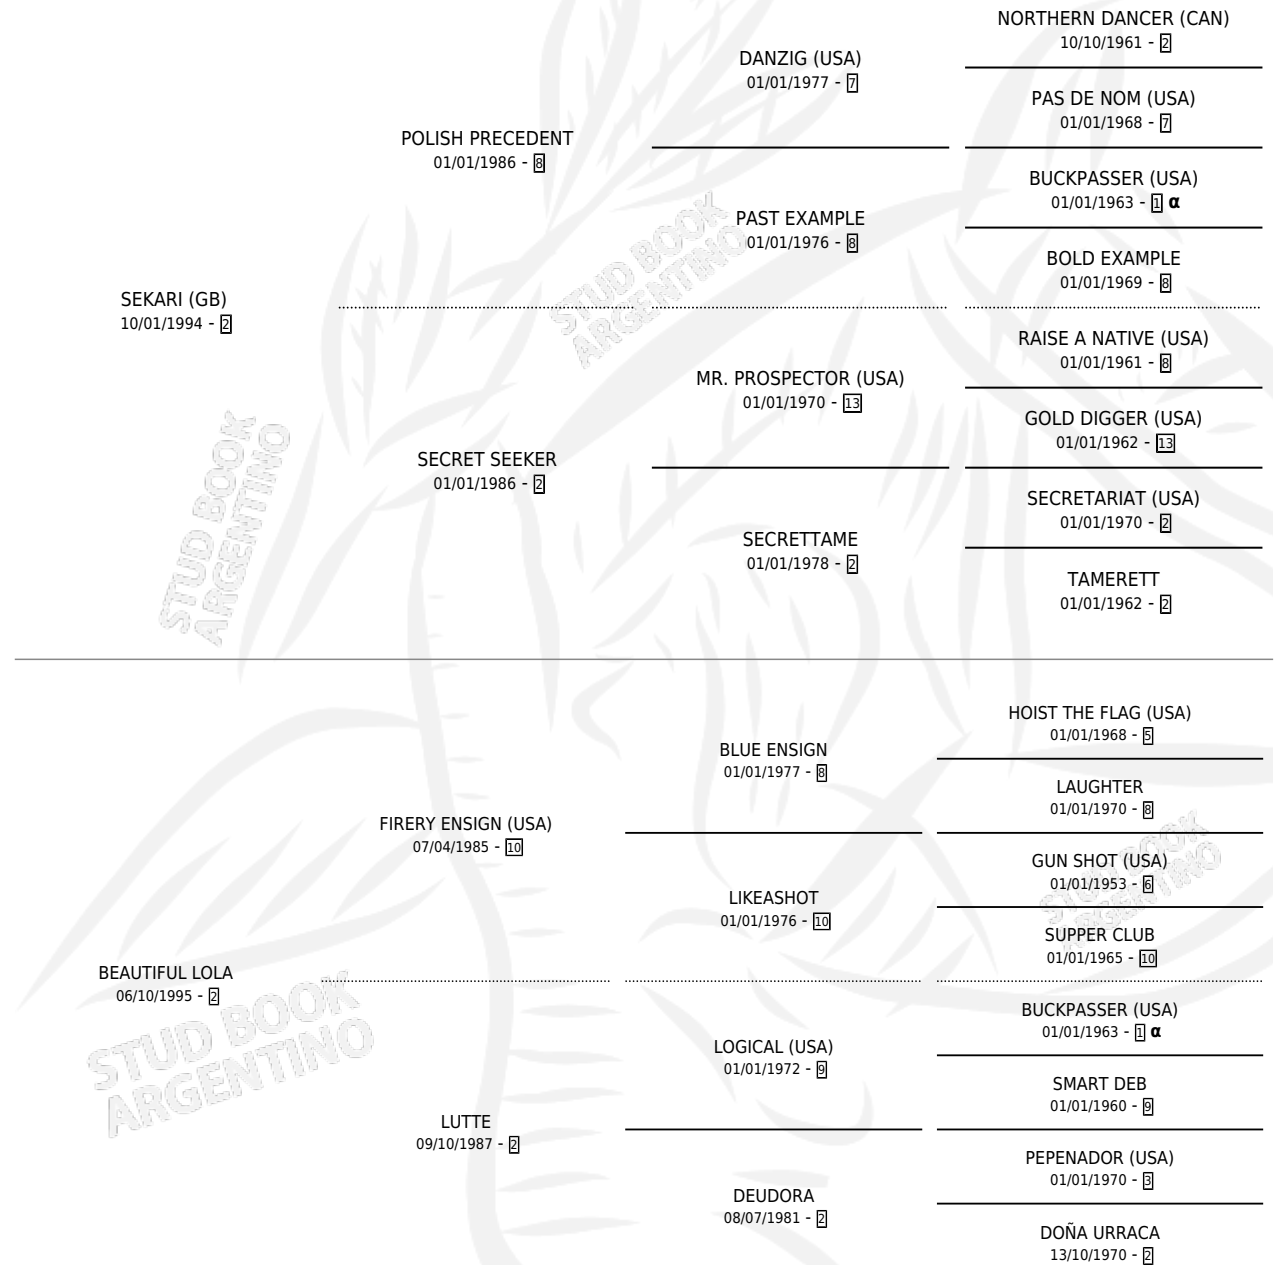 NORTHERN DANCER (CAN)
10/10/1961 - 2
DANZIG (USA)
01/01/1977 - 7
PAS DE NOM (USA)
01/01/1968 - 7
POLISH PRECEDENT
01/01/1986 - 8
BUCKPASSER (USA)
01/01/1963 - 1 α
PAST EXAMPLE
01/01/1976 - 8
BOLD EXAMPLE
01/01/1969 - 8
STUD BOOK
ARGENTINO
SEKARI (GB)
10/01/1994 - 2
RAISE A NATIVE (USA)
01/01/1961 - 8
MR. PROSPECTOR (USA)
01/01/1970 - 13
GOLD DIGGER (USA)
01/01/1962 - 13
SECRET SEEKER
01/01/1986 - 2
SECRETARIAT (USA)
01/01/1970 - 2
SECRETTAME
01/01/1978 - 2
TAMERETT
01/01/1962 - 2
STUD BOOK
ARGENTINO
HOIST THE FLAG (USA)
01/01/1968 - 5
BLUE ENSIGN
01/01/1977 - 8
LAUGHTER
01/01/1970 - 8
FIRERY ENSIGN (USA)
07/04/1985 - 10
GUN SHOT (USA)
01/01/1953 - 6
LIKEASHOT
01/01/1976 - 10
SUPPER CLUB
01/01/1965 - 10
STUD BOOK
ARGENTINO
BEAUTIFUL LOLA
06/10/1995 - 2
BUCKPASSER (USA)
01/01/1963 - 1 α
LOGICAL (USA)
01/01/1972 - 9
SMART DEB
01/01/1960 - 9
LUTTE
09/10/1987 - 2
PEPENADOR (USA)
01/01/1970 - 3
DEUDORA
08/07/1981 - 2
DOÑA URRACA
13/10/1970 - 2
STUD BOOK
ARGENTINO